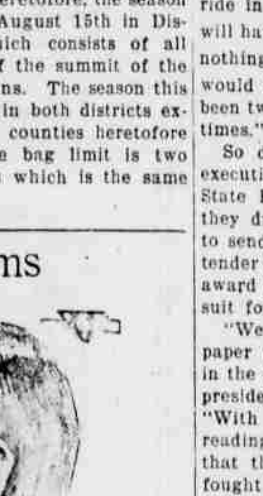 heretofore, the season
August 15th in Dis-
which consists of all
of the summit of the
ns. The season this
in both districts ex-
counties heretofore
e bag limit is two
which is the same
ms
ride in
will ha
nothing
would
been tw
times."
So
executi
State
they d
to send
tender
award
suit fo
"We
paper
in the
preside
"With
reading
that th
fought